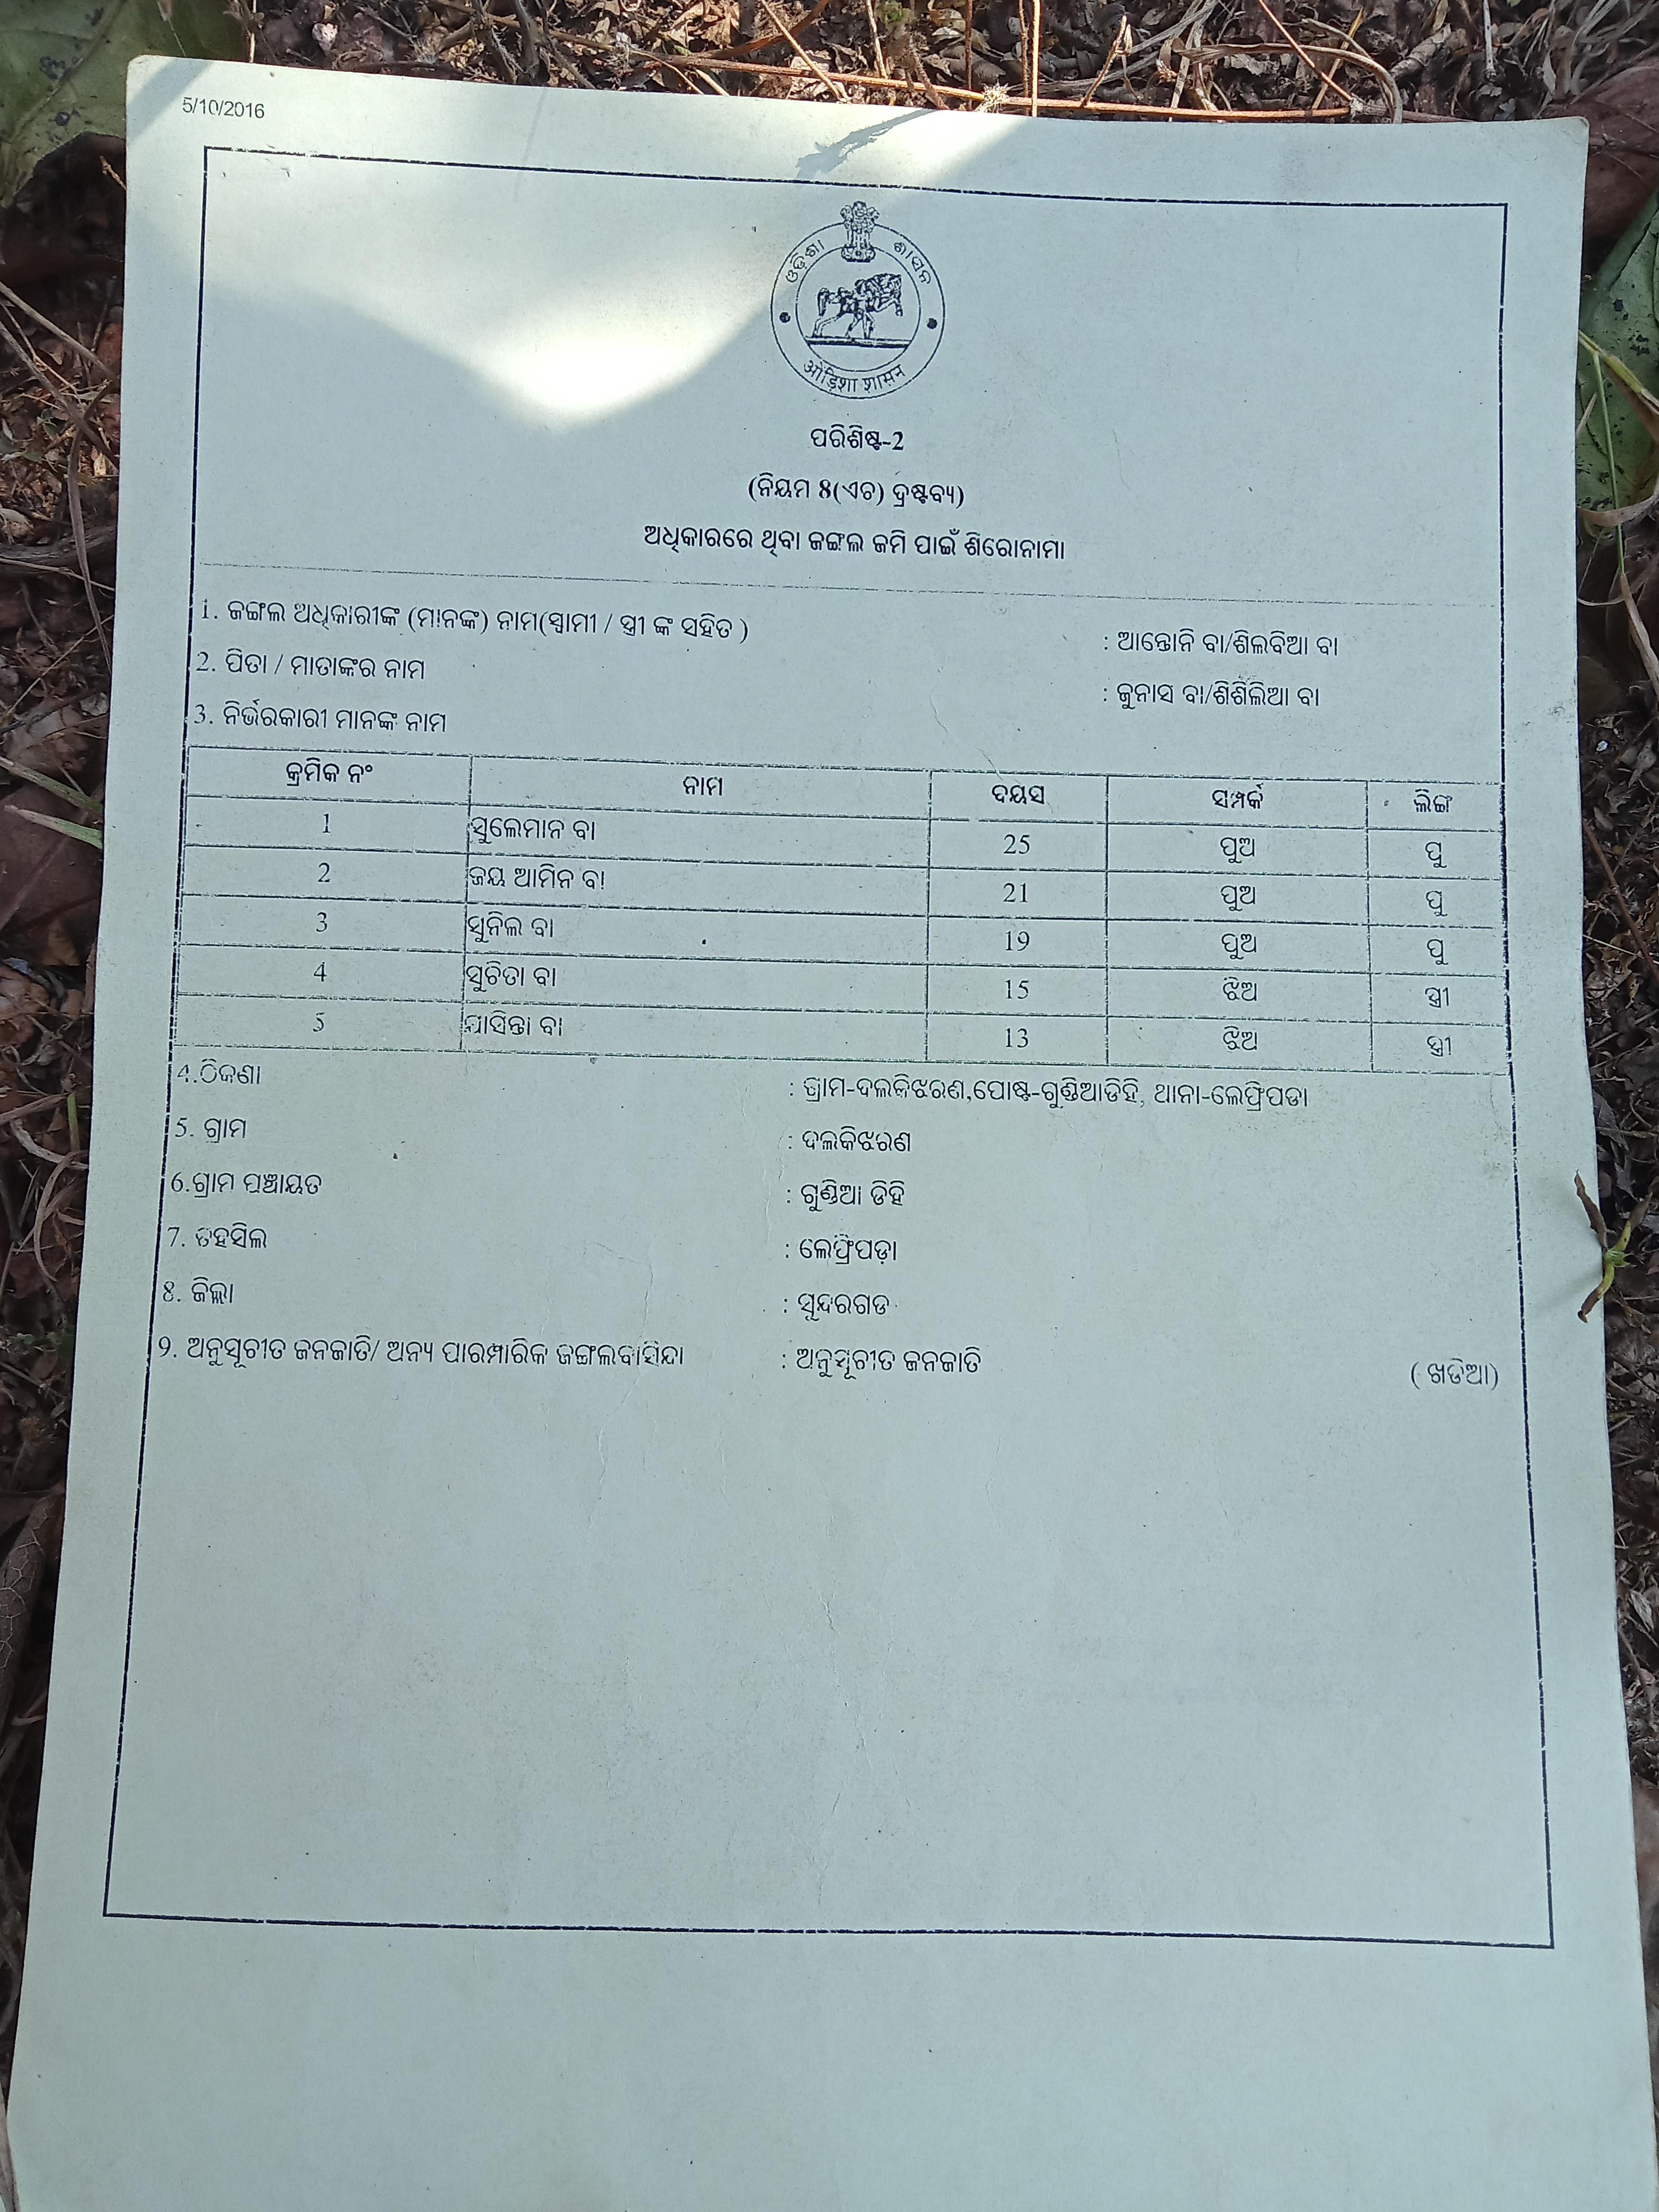 5/10/2016
ଓଡ଼ିଶା ଶାସନ
ओड़िशा शासन
ପରିଶିଷ୍ଟ-2
(ନିୟମ 8(ଏଚ) ଦ୍ରଷ୍ଟବ୍ୟ)
ଅଧିକାରରେ ଥିବା ଜଙ୍ଗଲ ଜମି ପାଇଁ ଶିରୋନାମା
1. ଜଙ୍ଗଲ ଅଧିକାରୀଙ୍କ (ମାନଙ୍କ) ନାମ(ସ୍ୱାମୀ / ସ୍ତ୍ରୀ ଙ୍କ ସହିତ ) : ଆନ୍ତୋନି ବା/ଶିଲବିଆ ବା
2. ପିତା / ମାତାଙ୍କର ନାମ : ଜୁନାସ ବା/ଶିଶିଲିଆ ବା
3. ନିର୍ଭରକାରୀ ମାନଙ୍କ ନାମ
କ୍ରମିକ ନଂ ନାମ ବୟସ ସମ୍ପର୍କ ଲିଙ୍ଗ
1 ସୁଲେମାନ ବା 25 ପୁଅ ପୁ
2 ଜୟ ଆମିନ ବା 21 ପୁଅ ପୁ
3 ସୁନିଲ ବା 19 ପୁଅ ପୁ
4 ସୁଚିତା ବା 15 ଝିଅ ସ୍ତ୍ରୀ
5 ଯାସିନ୍ତା ବା 13 ଝିଅ ସ୍ତ୍ରୀ
4.ଠିକଣା : ଗ୍ରାମ-ଦଲକିଝରଣ,ପୋଷ୍ଟ-ଗୁଣ୍ଡିଆଡିହି, ଥାନା-ଲେଫ୍ରିପଡା
5. ଗ୍ରାମ : ଦଲକିଝରଣ
6.ଗ୍ରାମ ପଞ୍ଚାୟତ : ଗୁଣ୍ଡିଆ ଡିହି
7. ତହସିଲ : ଲେଫ୍ରିପଡ଼ା
8. ଜିଲ୍ଲା : ସୁନ୍ଦରଗଡ
9. ଅନୁସୂଚୀତ ଜନଜାତି/ ଅନ୍ୟ ପାରମ୍ପାରିକ ଜଙ୍ଗଲବାସିନ୍ଦା : ଅନୁସୂଚୀତ ଜନଜାତି ( ଖଡିଆ)